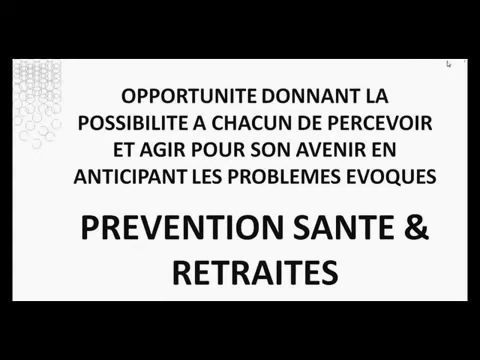 OPPORTUNITE DONNANT LA
POSSIBILITE A CHACUN DE PERCEVOIR
ET AGIR POUR SON AVENIR EN
ANTICIPANT LES PROBLEMES EVOQUES
PREVENTION SANTE &
RETRAITES